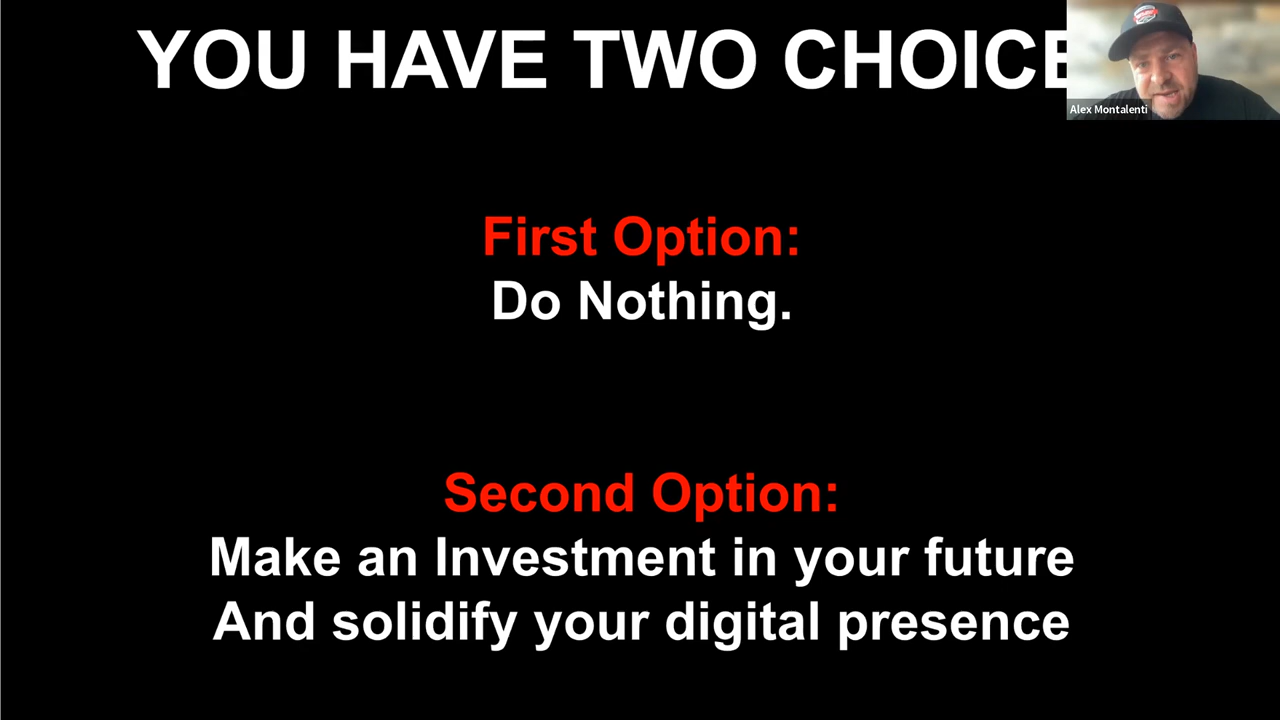 YOU HAVE TWO CHOICE
Alex Montalenti
First Option:
Do Nothing.
Second Option:
Make an Investment in your future
And solidify your digital presence